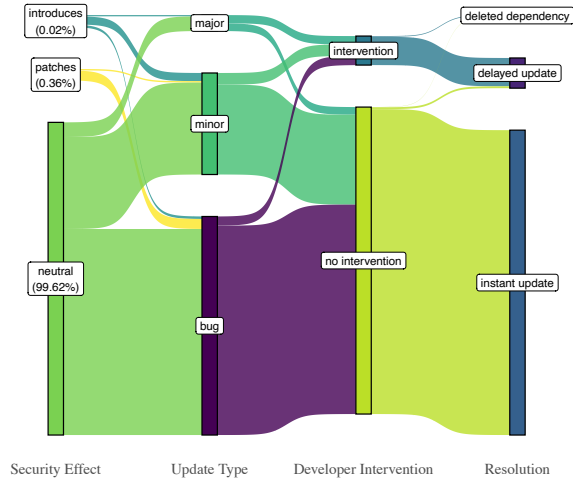 introduces
(0.02%)
patches
(0.36%)
neutral
(99.62%)
major
minor
bug
intervention
no intervention
deleted dependency
delayed update
instant update
Security Effect
Update Type
Developer Intervention
Resolution